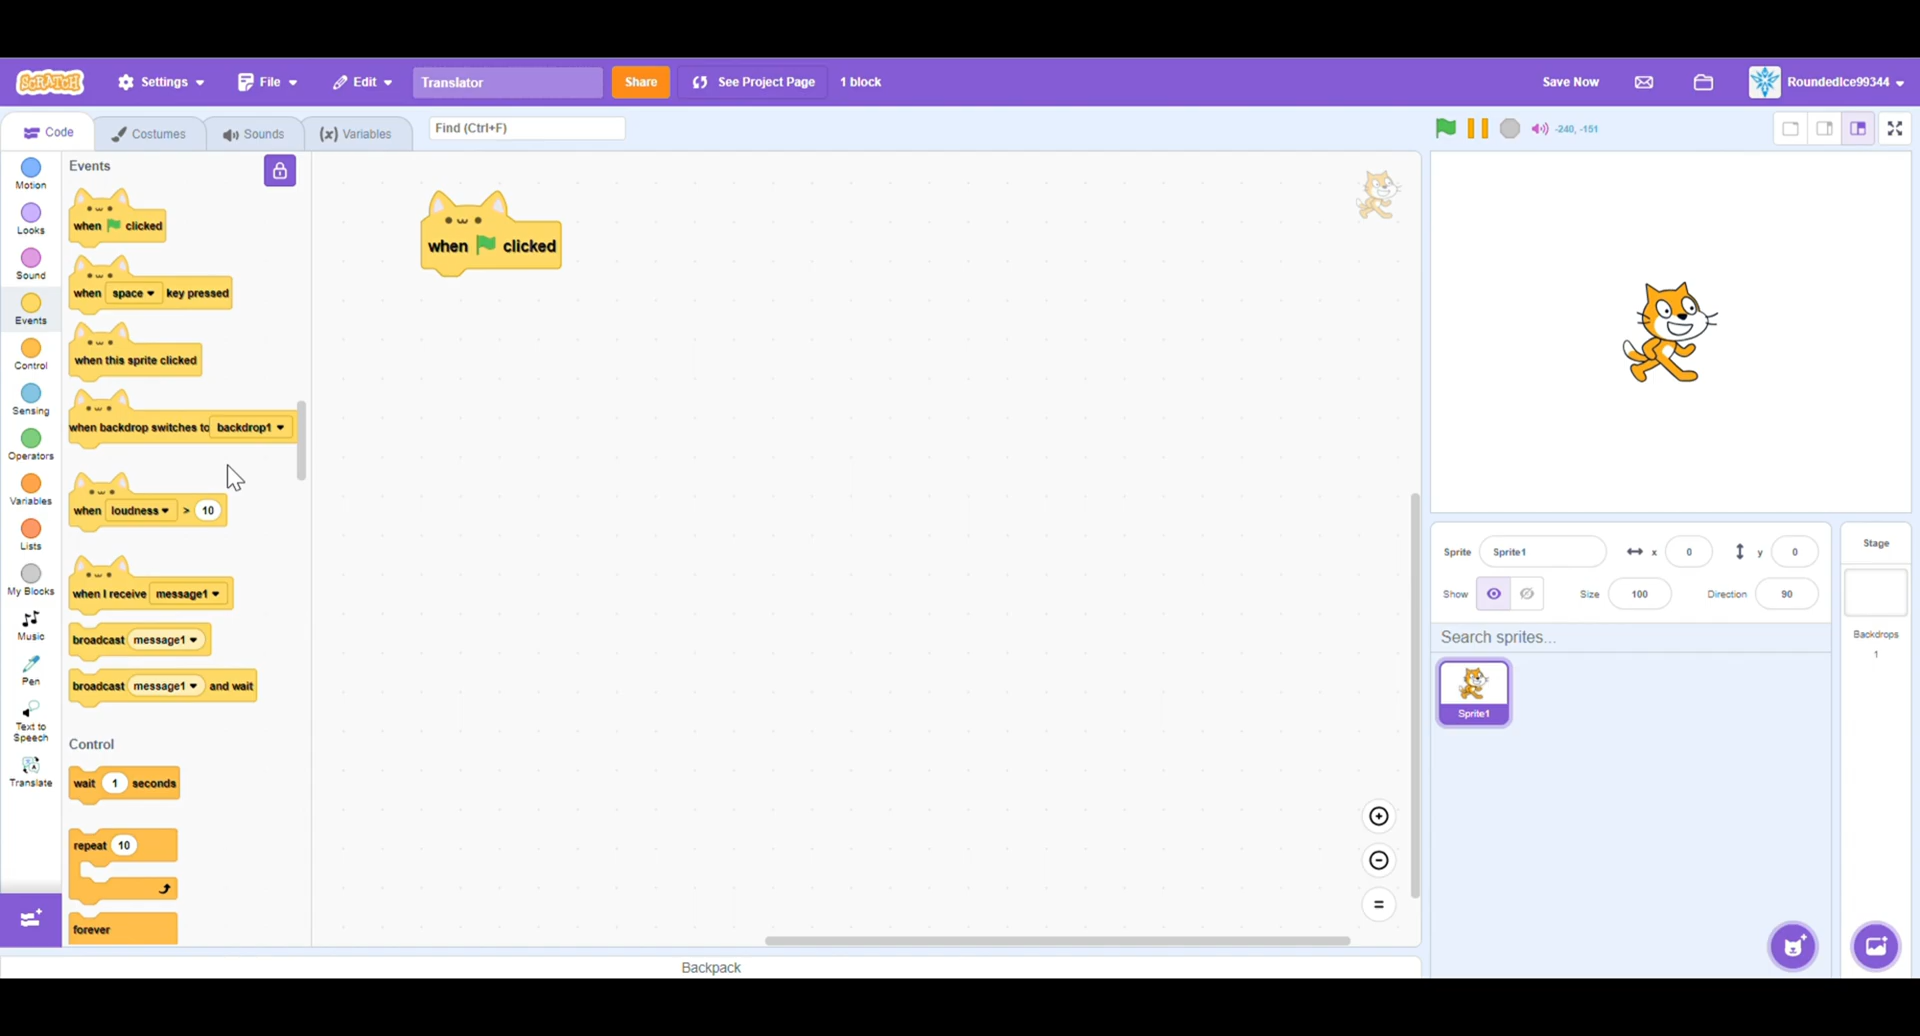 SCRATCH
Settings
File
Edit
Translator
Share
See Project Page
1 block
Save Now
RoundedIce99344
Code
Costumes
Sounds
(x) Variables
Find (Ctrl+F)
-240, -151
Motion
Looks
Sound
Events
Control
Sensing
Operators
Variables
Lists
My Blocks
Music
Pen
Text to
Speech
Translate
Events
when clicked
when space key pressed
when this sprite clicked
when backdrop switches to backdrop1
when loudness > 10
when I receive message1
broadcast message1
broadcast message1 and wait
Control
wait 1 seconds
repeat 10
forever
when clicked
Backpack
Sprite Sprite1 x 0 y 0
Show Size 100 Direction 90
Search sprites...
Sprite1
Stage
Backdrops
1